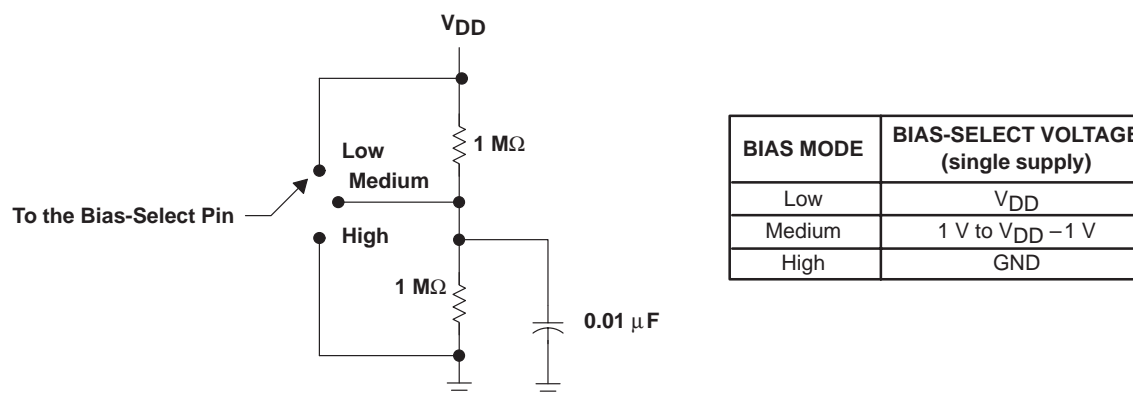 VDD
1 MΩ
Low
Medium
To the Bias-Select Pin
High
1 MΩ
0.01 μF
BIAS MODE
BIAS-SELECT VOLTAGE
(single supply)
Low
VDD
Medium
1 V to VDD –1 V
High
GND